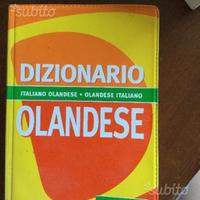 subito
DIZIONARIO
ITALIANO OLANDESE • OLANDESE ITALIANO
OLANDESE
subito